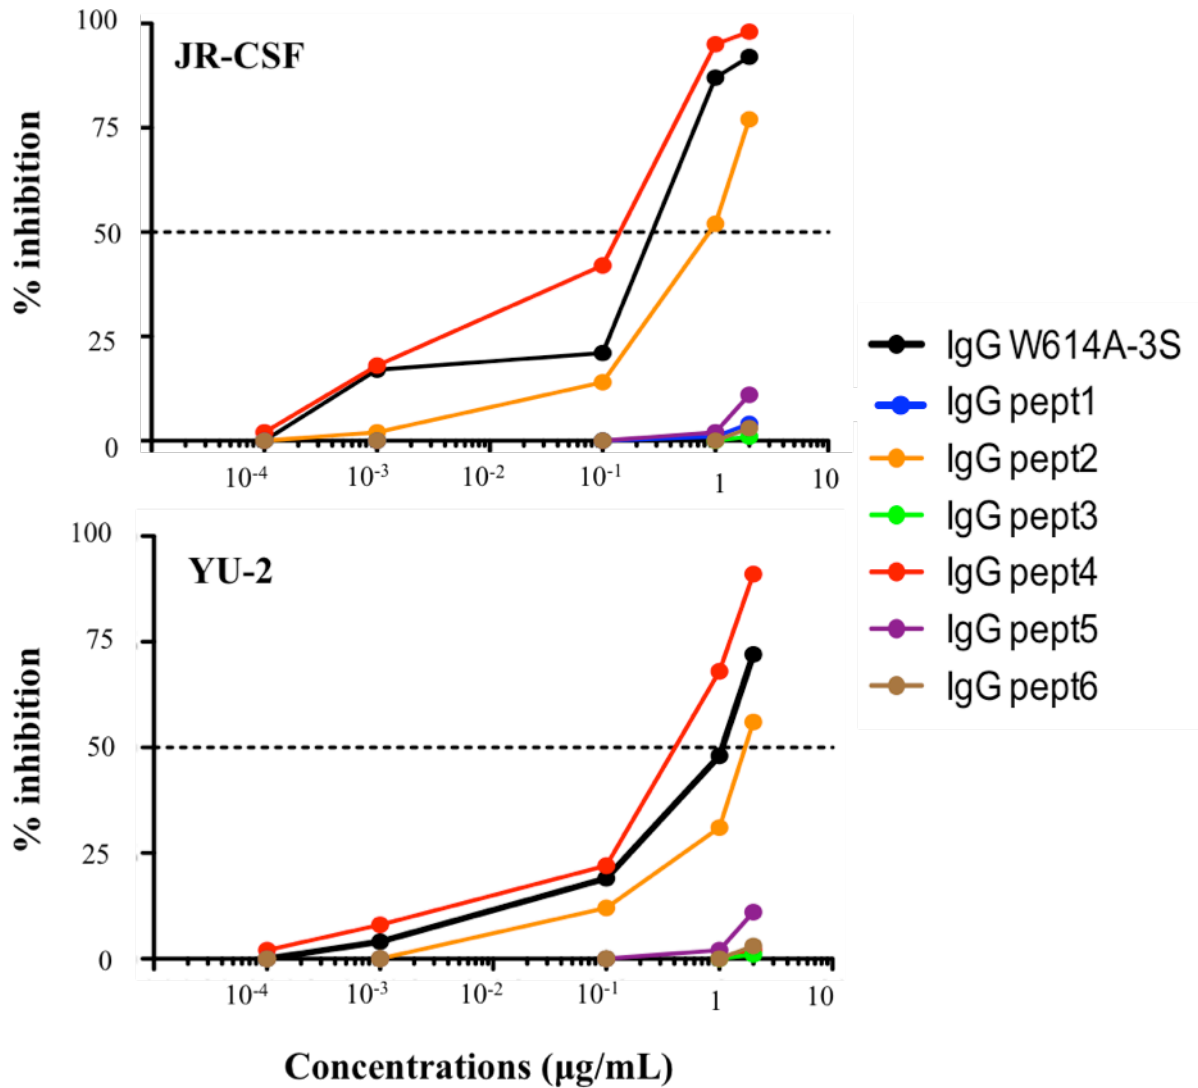 JR-CSF
% inhibition
100
75
50
25
0
10⁻⁴ 10⁻³ 10⁻² 10⁻¹ 1 10
YU-2
% inhibition
100
75
50
25
0
10⁻⁴ 10⁻³ 10⁻² 10⁻¹ 1 10
Concentrations (μg/mL)
IgG W614A-3S
IgG pept1
IgG pept2
IgG pept3
IgG pept4
IgG pept5
IgG pept6